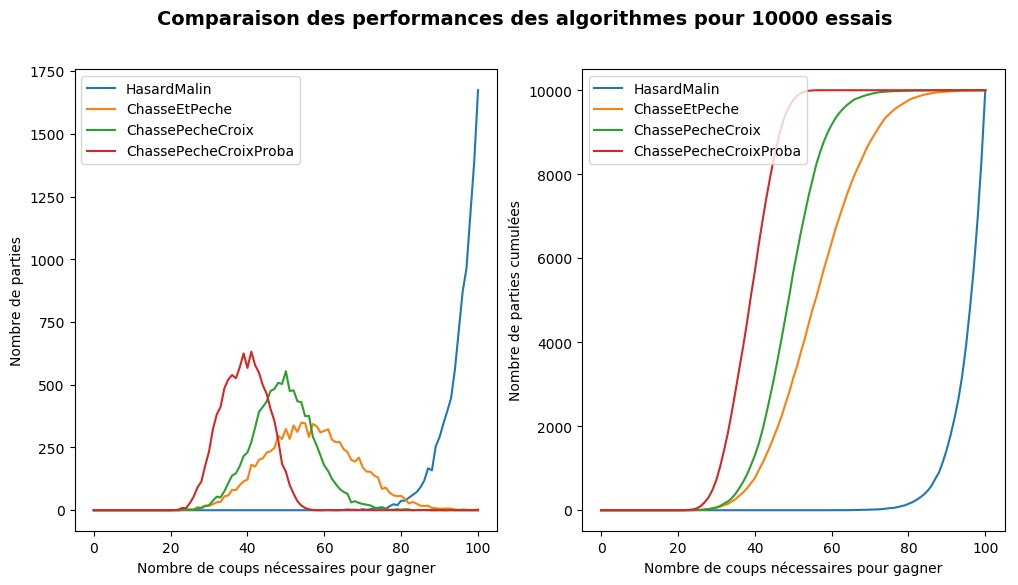 Comparaison des performances des algorithmes pour 10000 essais
1750
1500
1250
1000
750
500
250
0
Nombre de parties
HasardMalin
ChasseEtPeche
ChassePecheCroix
ChassePecheCroixProba
0 20 40 60 80 100
Nombre de coups nécessaires pour gagner
10000
8000
6000
4000
2000
0
Nombre de parties cumulées
HasardMalin
ChasseEtPeche
ChassePecheCroix
ChassePecheCroixProba
0 20 40 60 80 100
Nombre de coups nécessaires pour gagner